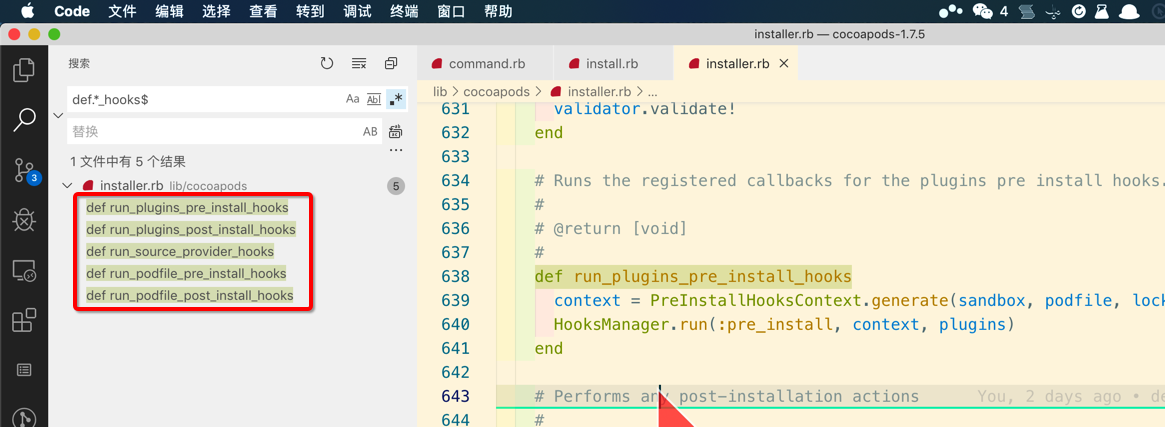 Code 文件 编辑 选择 查看 转到 调试 终端 窗口 帮助 4
installer.rb — cocoapods-1.7.5
搜索
command.rb install.rb installer.rb
lib > cocoapods > installer.rb > ...
def.*_hooks$ Aa Abl .*
替换 AB
...
1 文件中有 5 个结果
installer.rb lib/cocoapods 5
def run_plugins_pre_install_hooks
def run_plugins_post_install_hooks
def run_source_provider_hooks
def run_podfile_pre_install_hooks
def run_podfile_post_install_hooks
3
631 validator.validate!
632 end
633
634 # Runs the registered callbacks for the plugins pre install hooks.
635 #
636 # @return [void]
637 #
638 def run_plugins_pre_install_hooks
639 context = PreInstallHooksContext.generate(sandbox, podfile, lock
640 HooksManager.run(:pre_install, context, plugins)
641 end
642
643 # Performs any post-installation actions You, 2 days ago • de
644 #